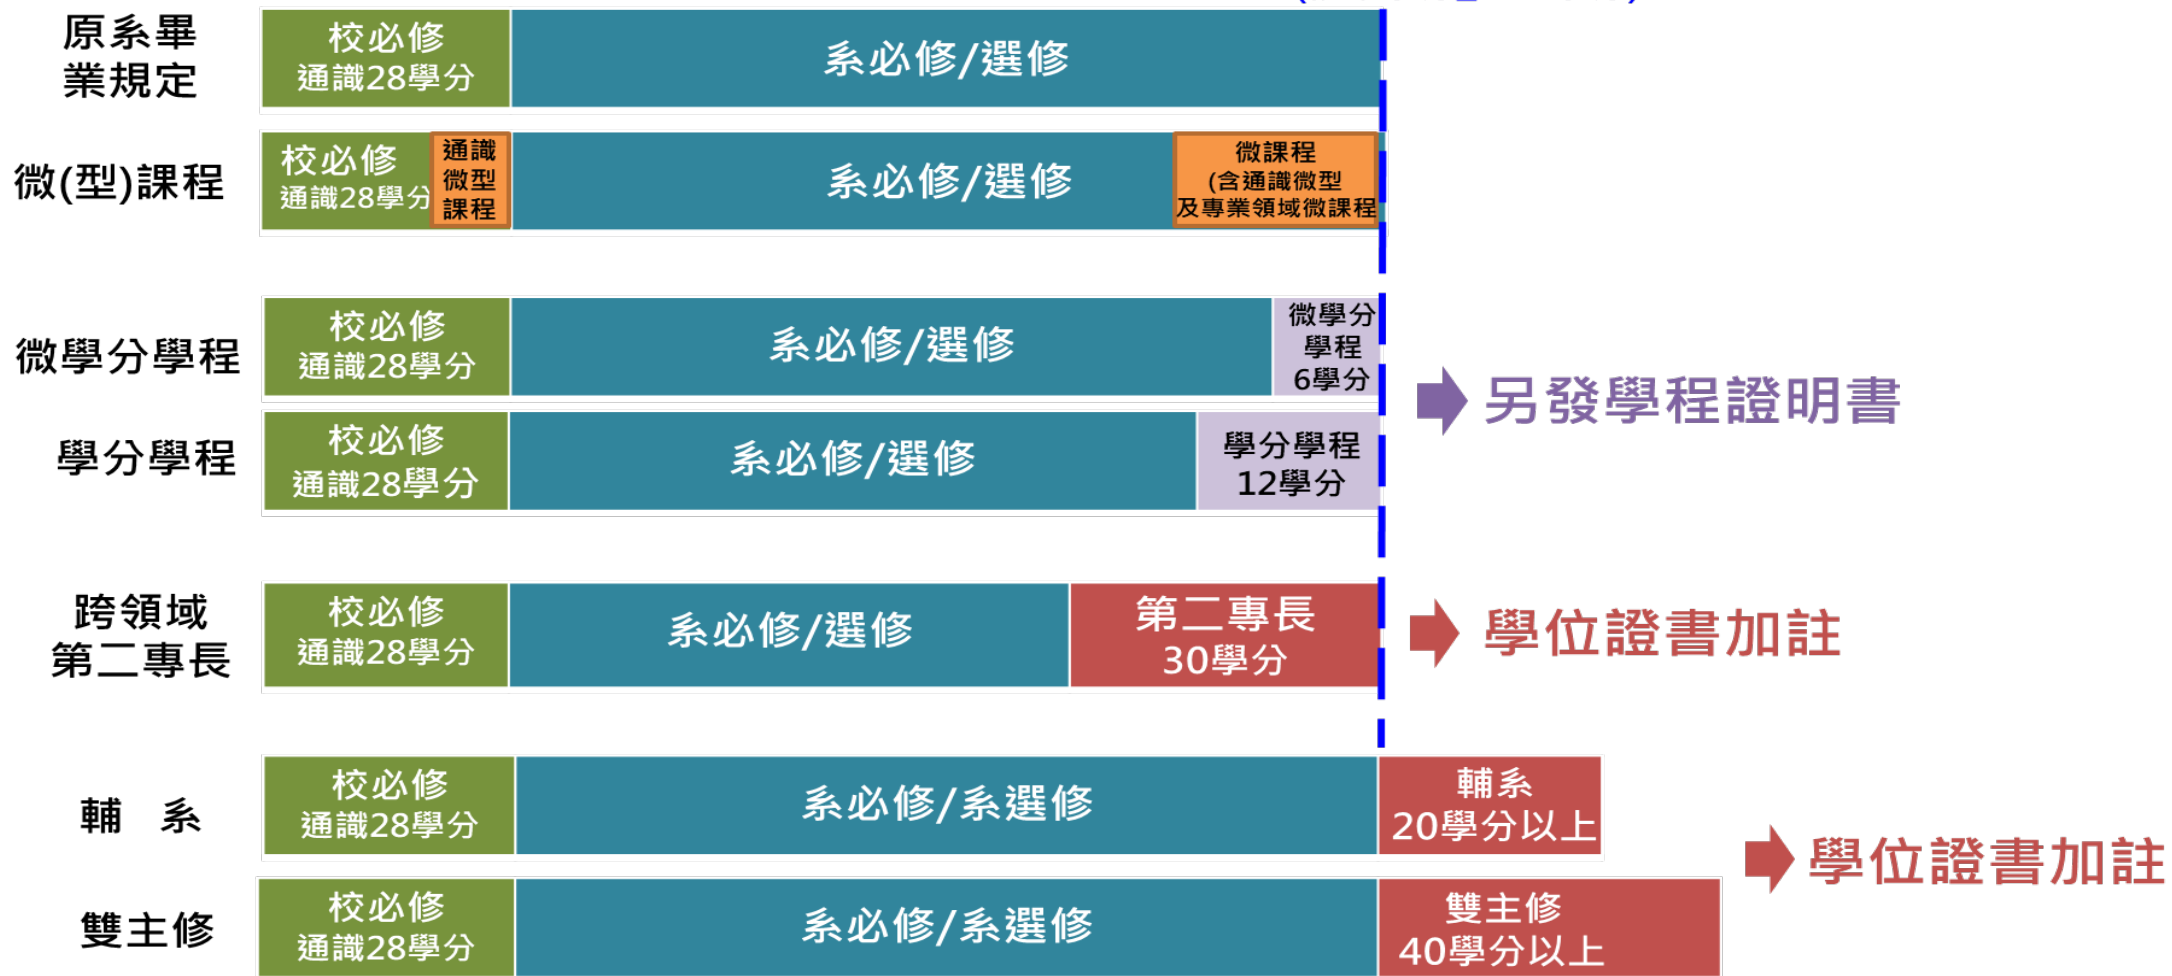 原系畢
業規定
校必修
通識28學分
系必修/選修
微(型)課程
校必修
通識28學分
通識
微型
課程
系必修/選修
微課程
(含通識微型
及專業領域微課程
微學分學程
校必修
通識28學分
系必修/選修
微學分
學程
6學分
學分學程
校必修
通識28學分
系必修/選修
學分學程
12學分
另發學程證明書
跨領域
第二專長
校必修
通識28學分
系必修/選修
第二專長
30學分
學位證書加註
輔 系
校必修
通識28學分
系必修/系選修
輔系
20學分以上
雙主修
校必修
通識28學分
系必修/系選修
雙主修
40學分以上
學位證書加註